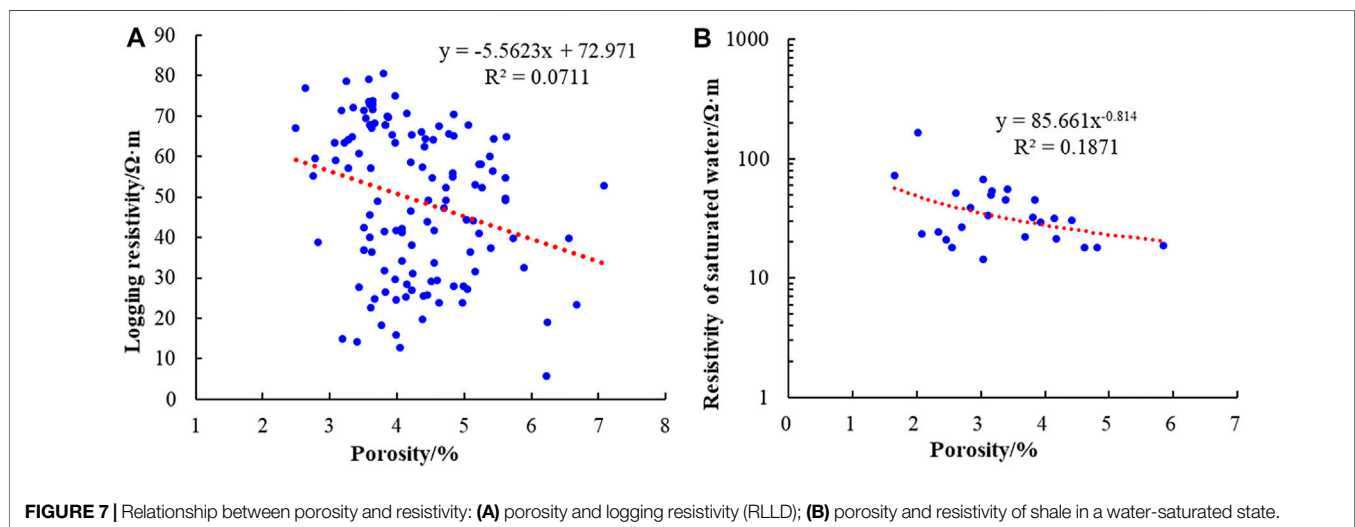 A
y = -5.5623x + 72.971
R² = 0.0711
Logging resistivity/Ω·m
90
80
70
60
50
40
30
20
10
0
1 2 3 4 5 6 7 8
Porosity/%
B
y = 85.661x^-0.814
R² = 0.1871
Resistivity of saturated water/Ω·m
1000
100
10
1
0 1 2 3 4 5 6 7
Porosity/%
FIGURE 7 | Relationship between porosity and resistivity: (A) porosity and logging resistivity (RLLD); (B) porosity and resistivity of shale in a water-saturated state.